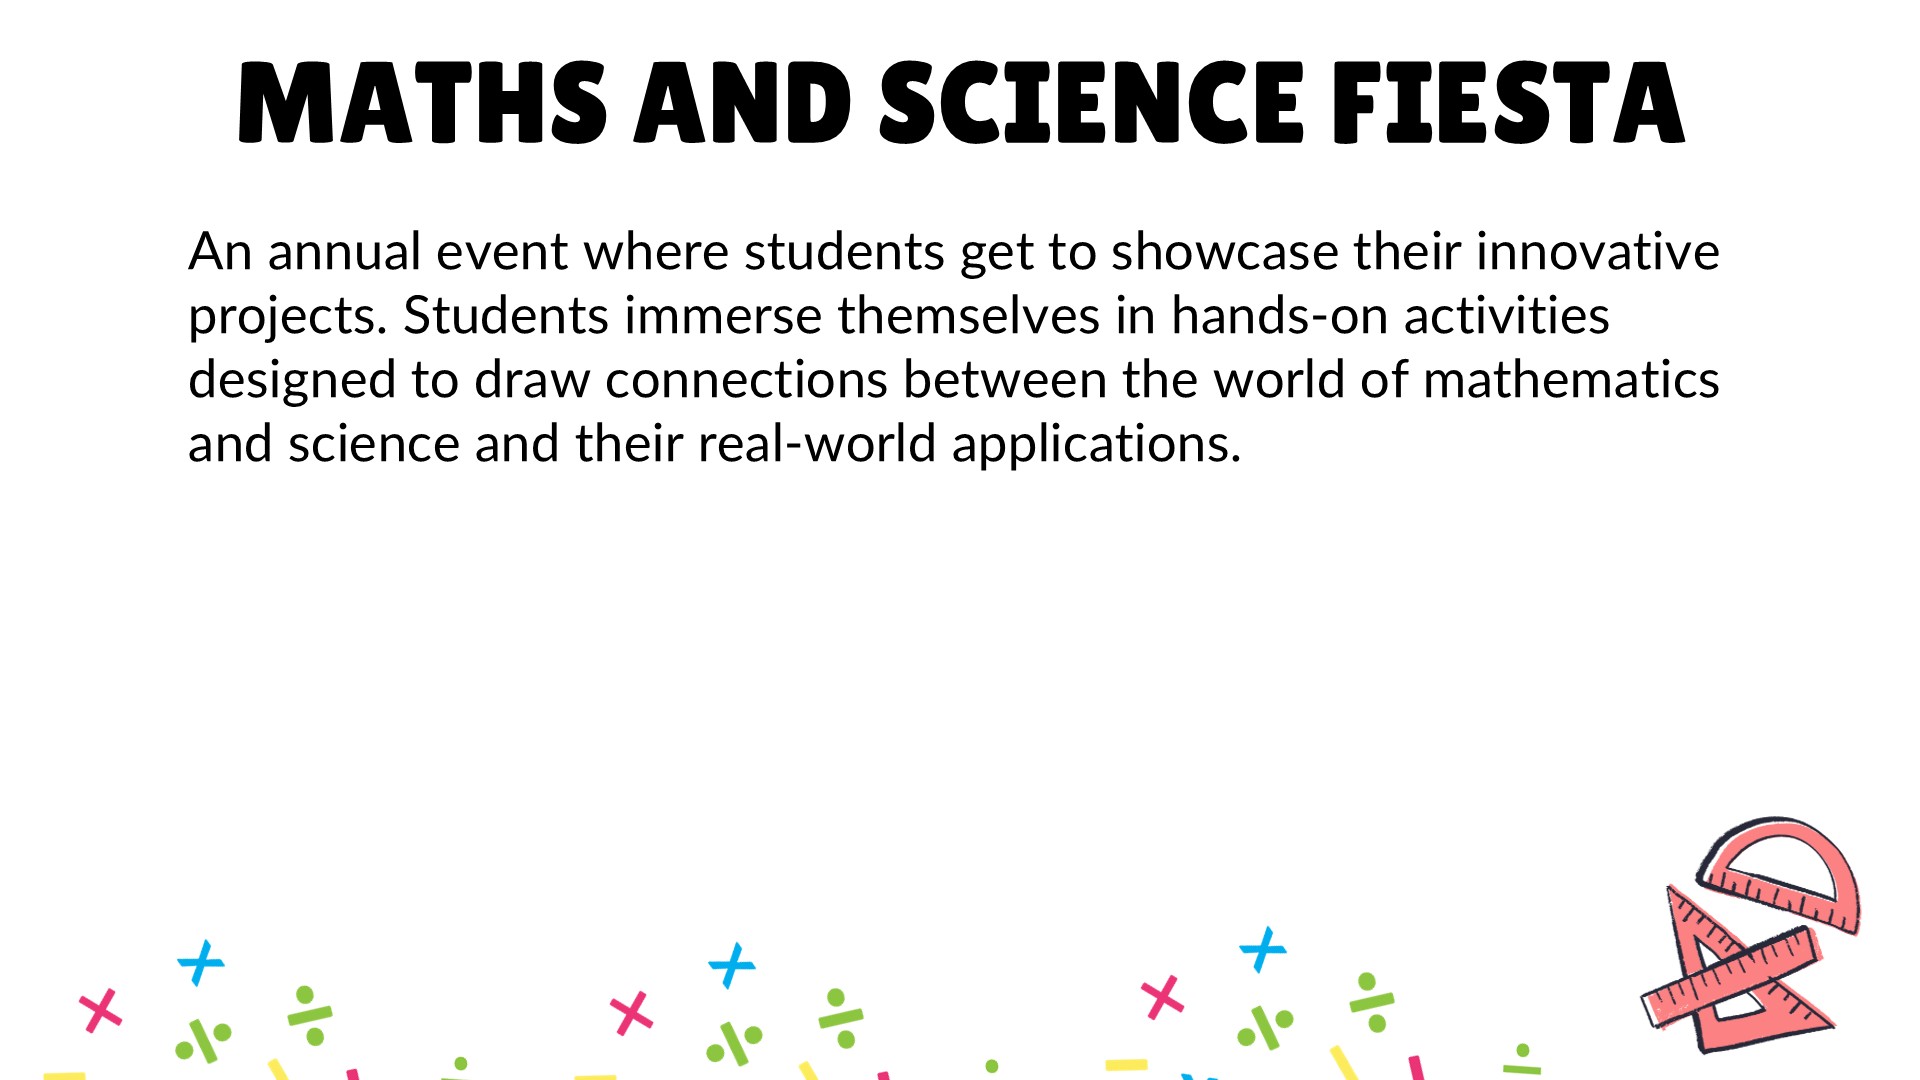 MATHS AND SCIENCE FIESTA
An annual event where students get to showcase their innovative
projects. Students immerse themselves in hands-on activities
designed to draw connections between the world of mathematics
and science and their real-world applications.